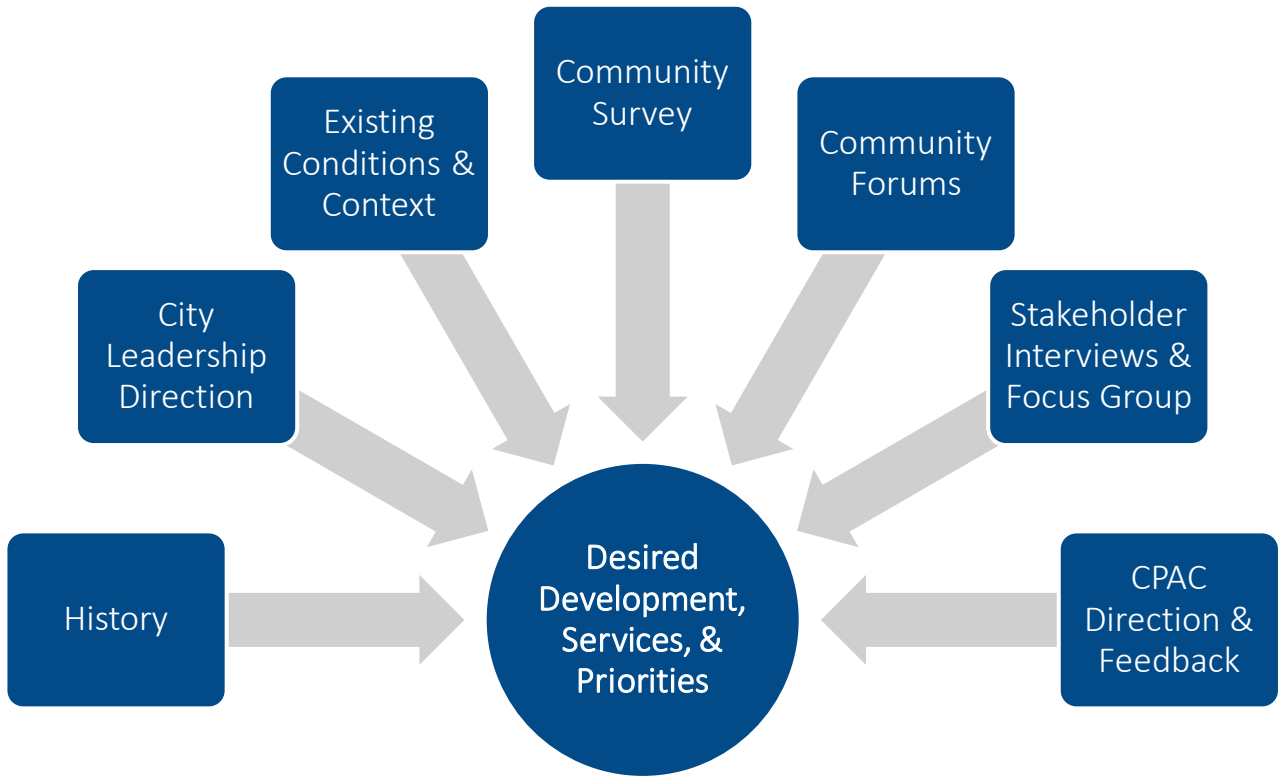 Community
Survey
Existing
Conditions &
Context
Community
Forums
City
Leadership
Direction
Stakeholder
Interviews &
Focus Group
History
Desired
Development,
Services, &
Priorities
CPAC
Direction &
Feedback